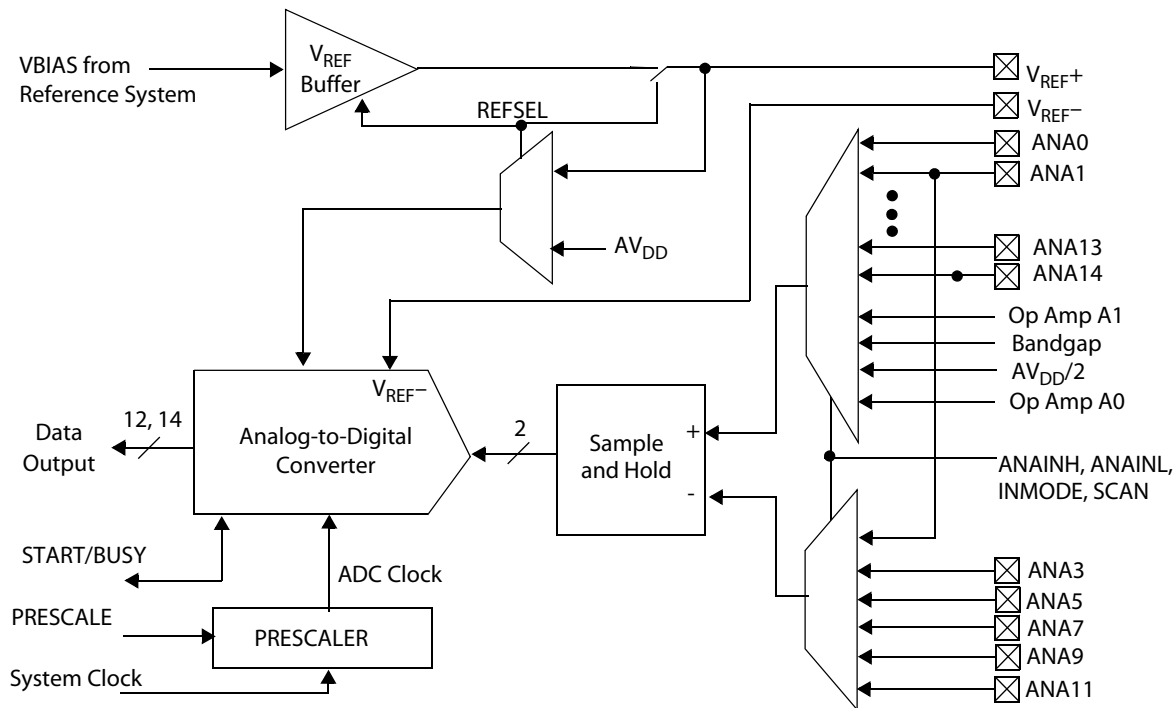 VBIAS from
Reference System
VREF
Buffer
REFSEL
VREF+
VREF−
ANA0
ANA1
ANA13
ANA14
AVDD
Op Amp A1
Bandgap
AVDD/2
Op Amp A0
VREF−
Data
Output
12, 14
Analog-to-Digital
Converter
2
Sample
and Hold
+
-
ANAINH, ANAINL,
INMODE, SCAN
START/BUSY
ADC Clock
PRESCALE
PRESCALER
System Clock
ANA3
ANA5
ANA7
ANA9
ANA11